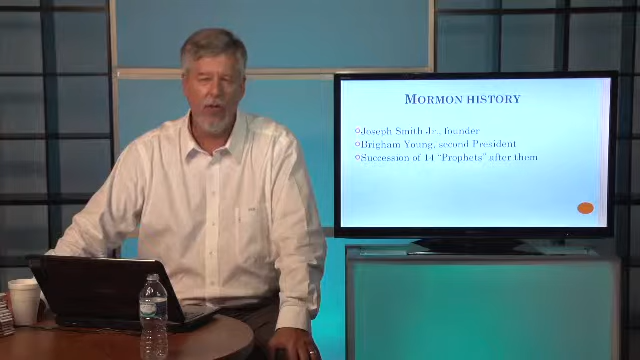 MORMON HISTORY
Joseph Smith Jr., founder
Brigham Young, second President
Succession of 14 "Prophets" after them